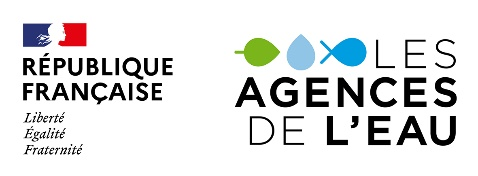 RÉPUBLIQUE
FRANÇAISE
Liberté
Égalité
Fraternité
LES
AGENCES
DE L'EAU